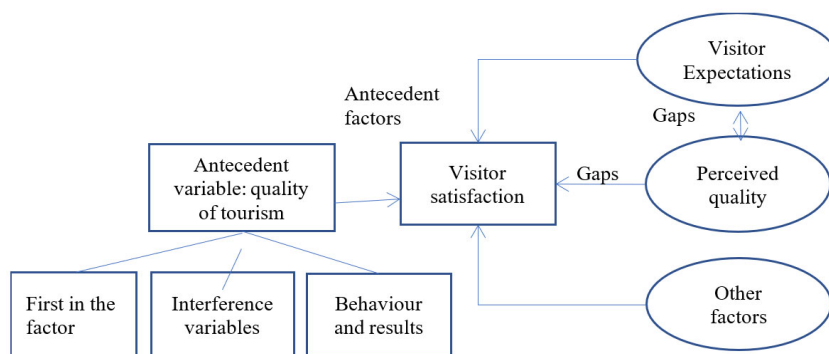 Visitor
Expectations
Antecedent
factors
Gaps
Antecedent
variable: quality
of tourism
Visitor
satisfaction
Gaps
Perceived
quality
First in the
factor
Interference
variables
Behaviour
and results
Other
factors